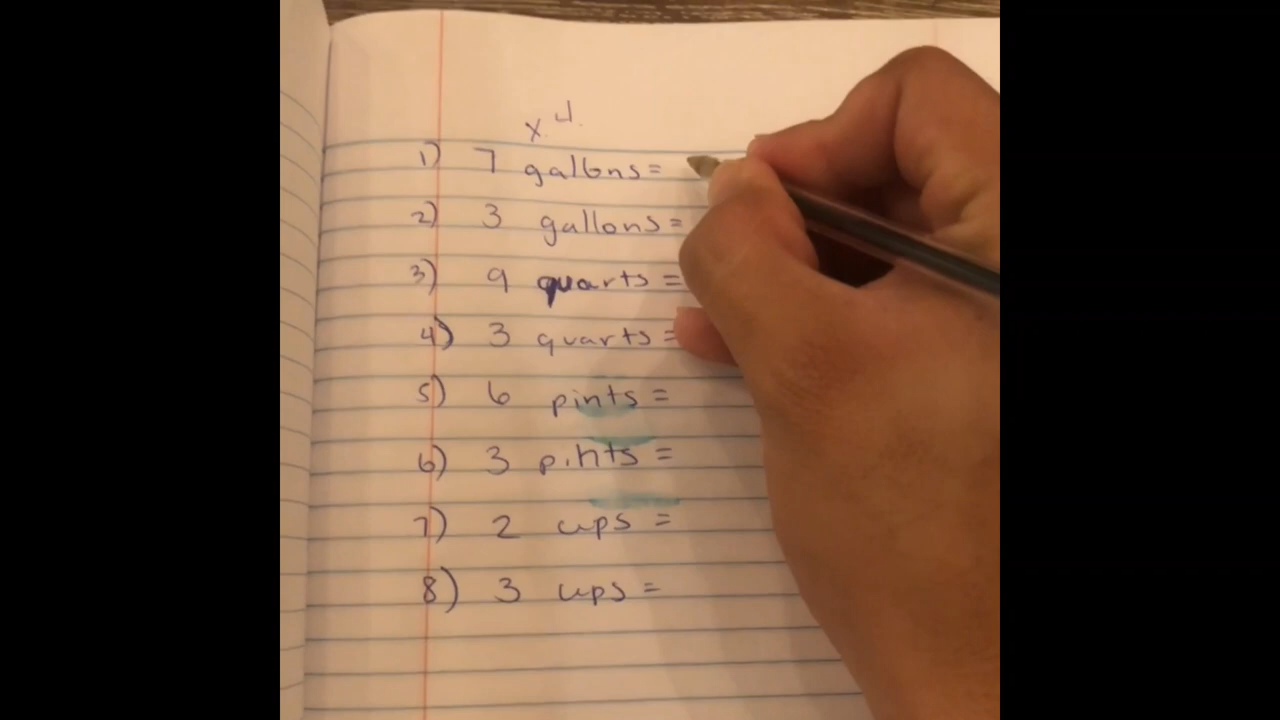 x 4.
1) 7 gallons =
2) 3 gallons =
3) 9 quarts =
4) 3 quarts =
5) 6 pints =
6) 3 pints =
7) 2 cups =
8) 3 cups =